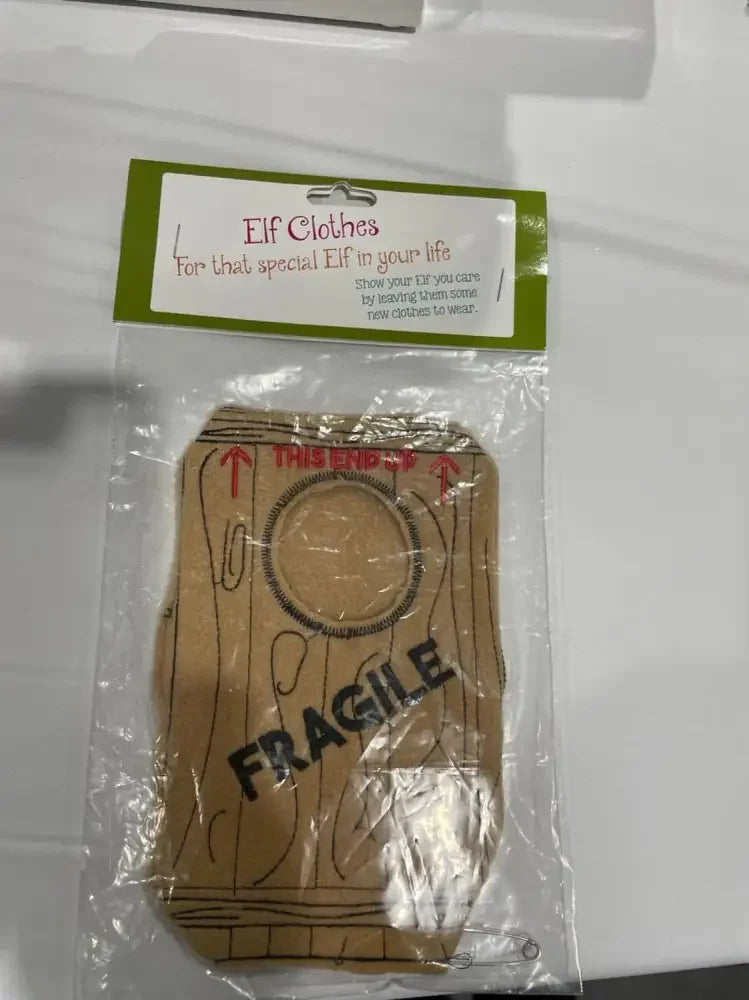 Elf Clothes
For that special Elf in your life
Show your Elf you care
by leaving them some
new clothes to wear.
THIS END UP
FRAGILE